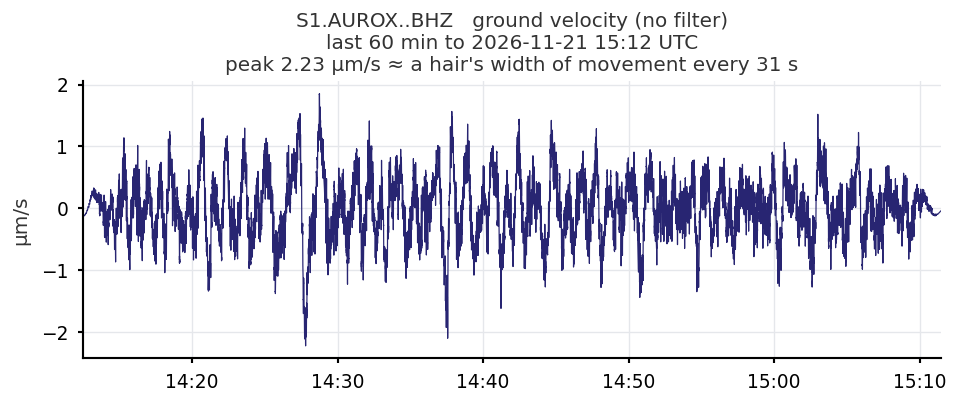 S1.AUROX..BHZ   ground velocity (no filter)
last 60 min to 2026-11-21 15:12 UTC
peak 2.23 μm/s ≈ a hair's width of movement every 31 s
2
1
0
−1
−2
μm/s
14:20
14:30
14:40
14:50
15:00
15:10